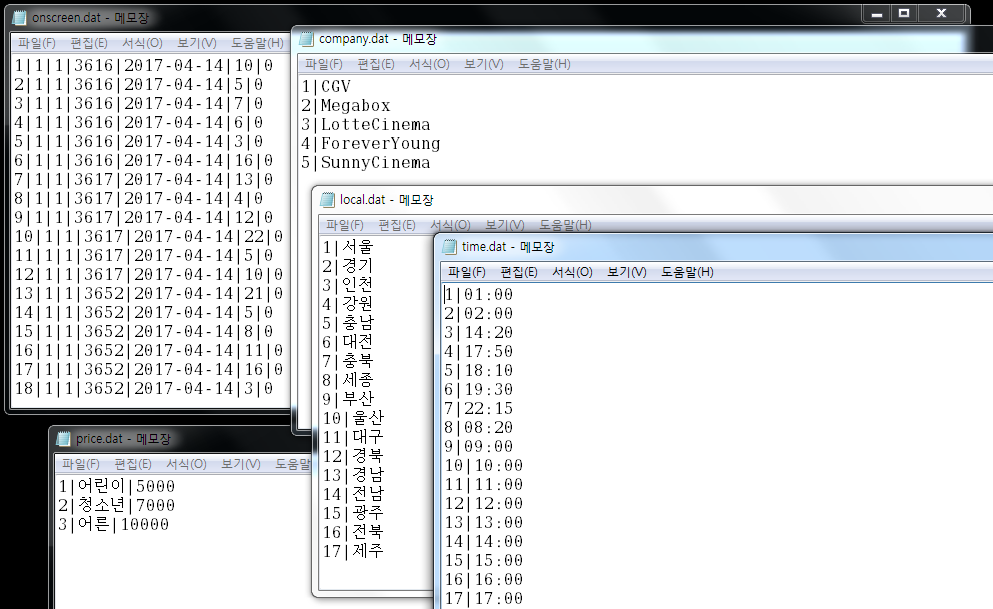 onscreen.dat - 메모장
파일(F) 편집(E) 서식(O) 보기(V) 도움말(H)
1|1|1|3616|2017-04-14|10|0
2|1|1|3616|2017-04-14|5|0
3|1|1|3616|2017-04-14|7|0
4|1|1|3616|2017-04-14|6|0
5|1|1|3616|2017-04-14|3|0
6|1|1|3616|2017-04-14|16|0
7|1|1|3616|2017-04-14|13|0
8|1|1|3617|2017-04-14|4|0
9|1|1|3617|2017-04-14|12|0
10|1|1|3617|2017-04-14|22|0
11|1|1|3617|2017-04-14|5|0
12|1|1|3617|2017-04-14|10|0
13|1|1|3652|2017-04-14|21|0
14|1|1|3652|2017-04-14|5|0
15|1|1|3652|2017-04-14|8|0
16|1|1|3652|2017-04-14|11|0
17|1|1|3652|2017-04-14|16|0
18|1|1|3652|2017-04-14|3|0
company.dat - 메모장
파일(F) 편집(E) 서식(O) 보기(V) 도움말(H)
1|CGV
2|Megabox
3|LotteCinema
4|ForeverYoung
5|SunnyCinema
local.dat - 메모장
파일(F) 편집(E) 서식(O) 보기(V) 도움말(H)
1|서울
2|경기
3|인천
4|강원
5|충남
6|대전
7|충북
8|세종
9|부산
10|울산
11|대구
12|경북
13|경남
14|전남
15|광주
16|전북
17|제주
time.dat - 메모장
파일(F) 편집(E) 서식(O) 보기(V) 도움말(H)
1|01:00
2|02:00
3|14:20
4|17:50
5|18:10
6|19:30
7|22:15
8|08:20
9|09:00
10|10:00
11|11:00
12|12:00
13|13:00
14|14:00
15|15:00
16|16:00
17|17:00
price.dat - 메모장
파일(F) 편집(E) 서식(O) 보기(V) 도움말
1|어린이|5000
2|청소년|7000
3|어른|10000